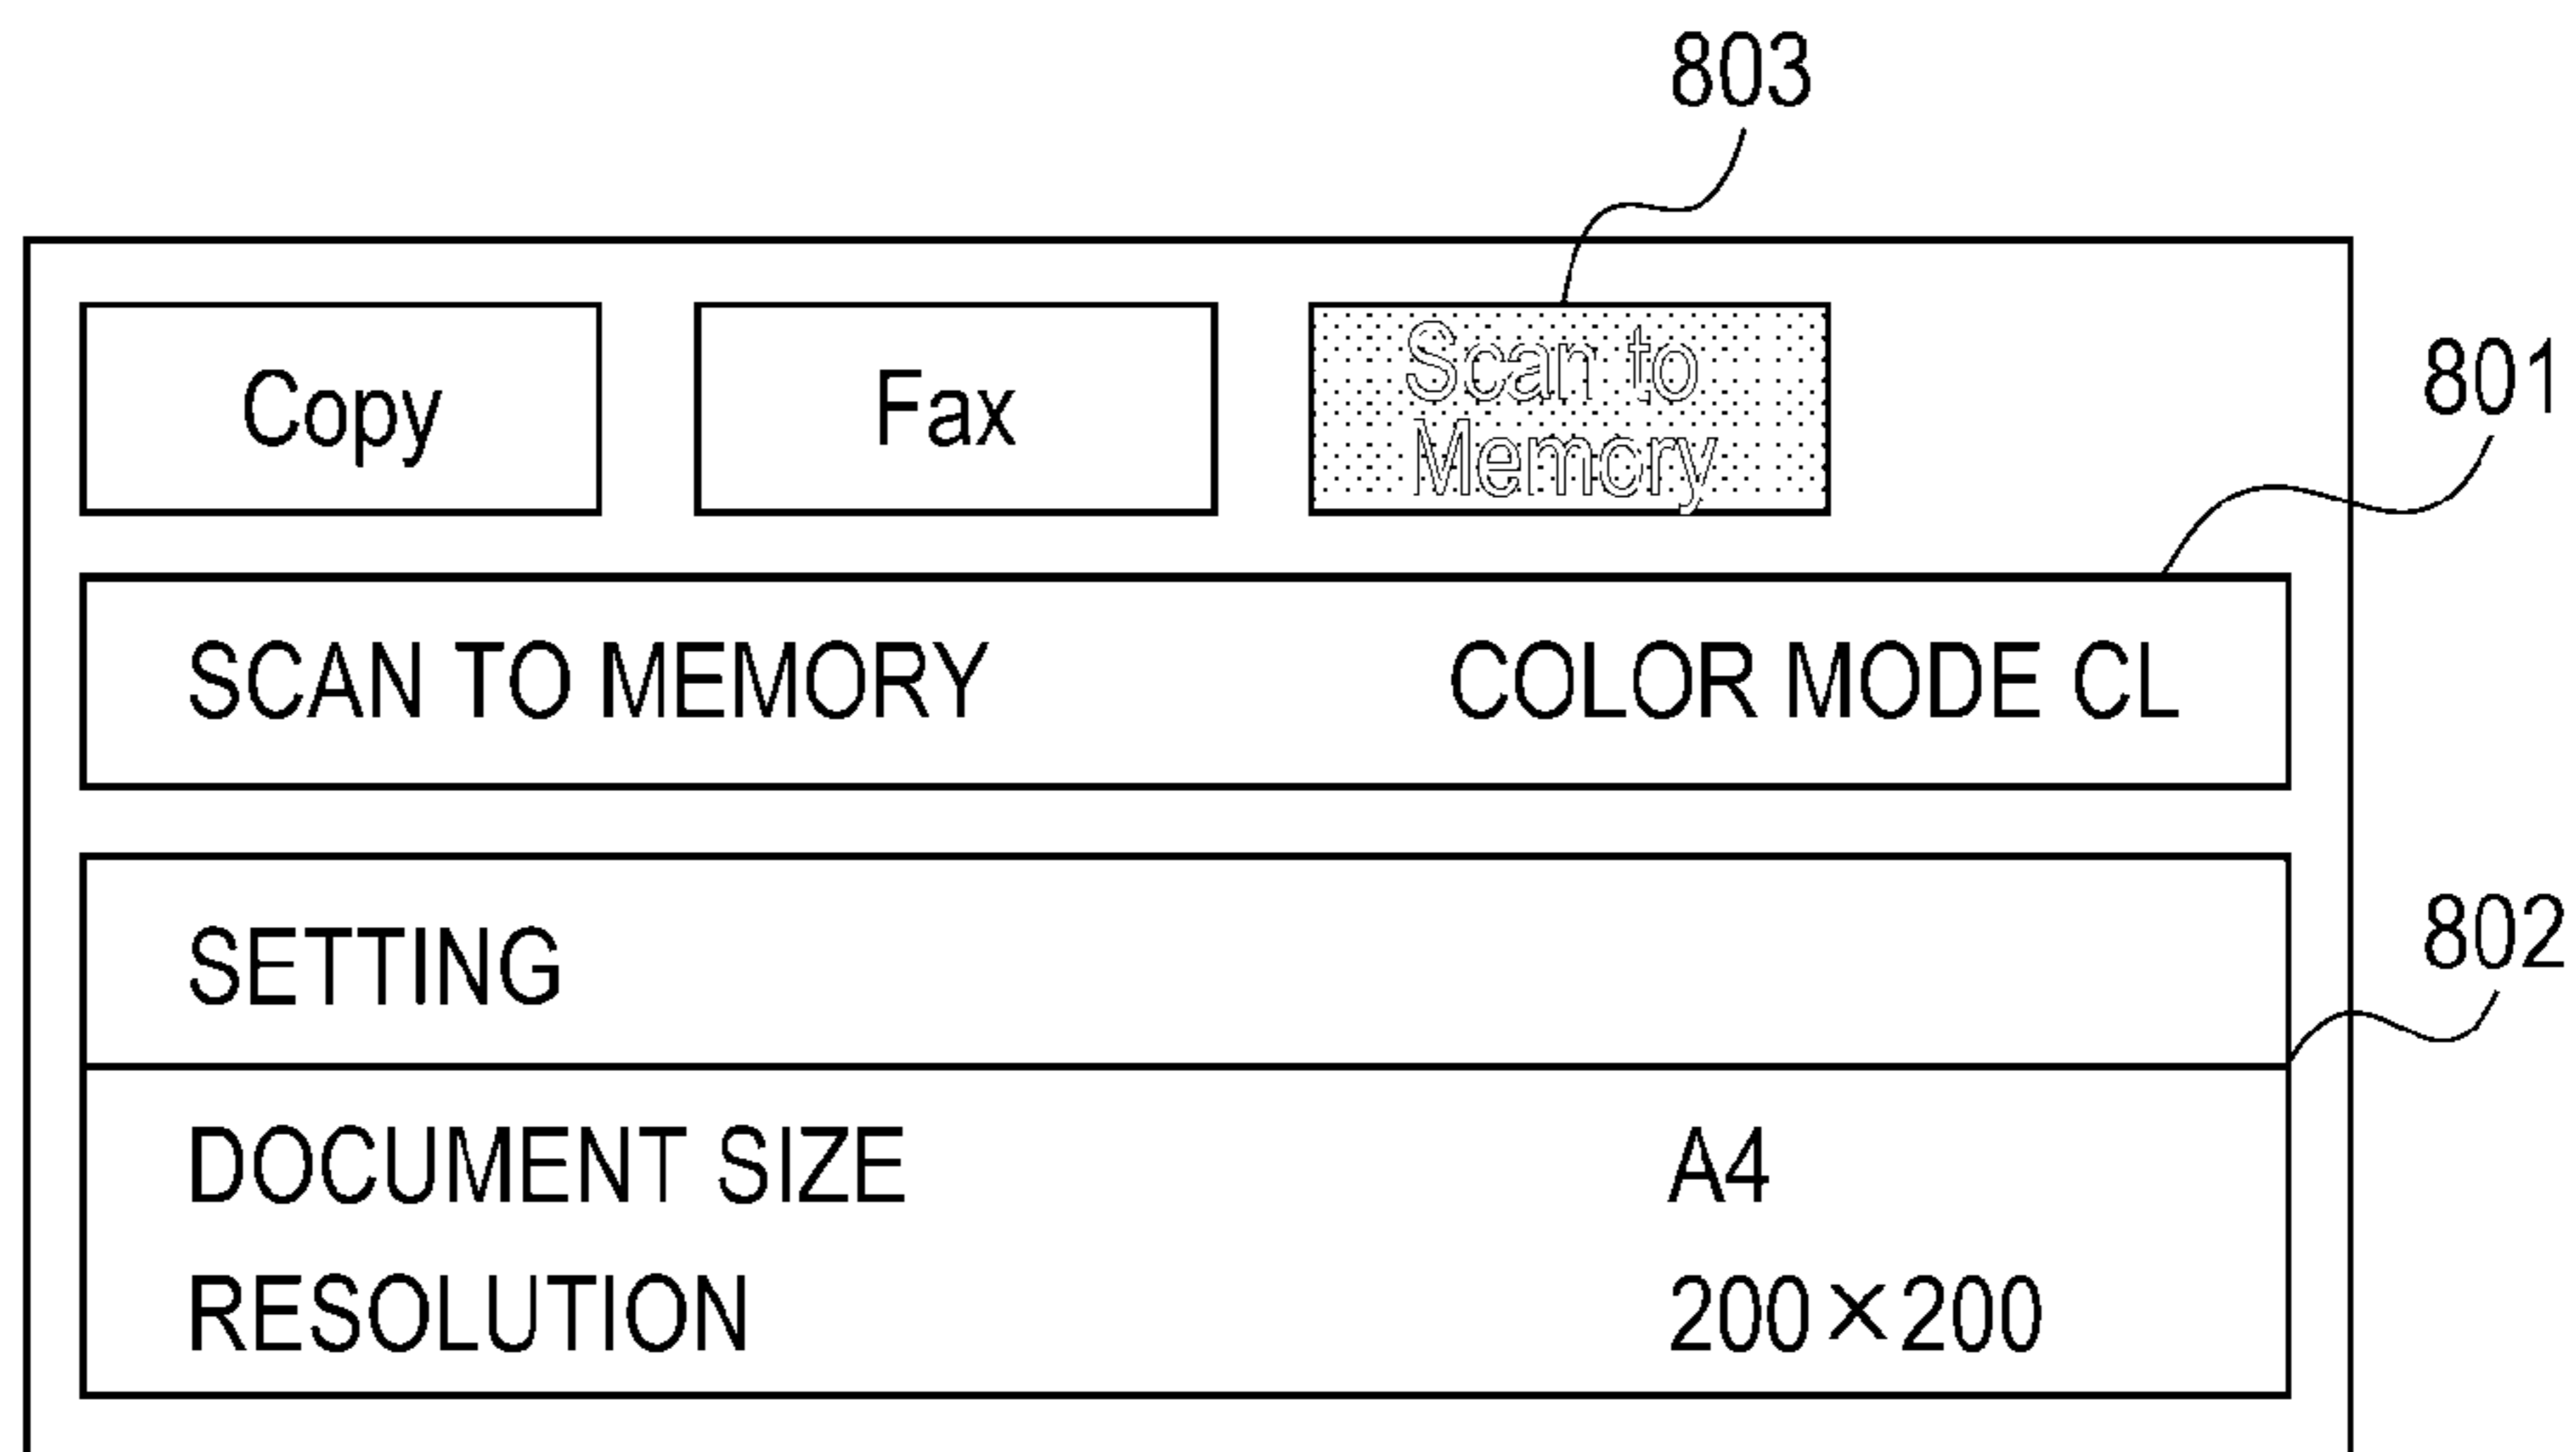 803
Copy Fax Scan to
Memory
801
SCAN TO MEMORY COLOR MODE CL
SETTING
802
DOCUMENT SIZE A4
RESOLUTION 200×200